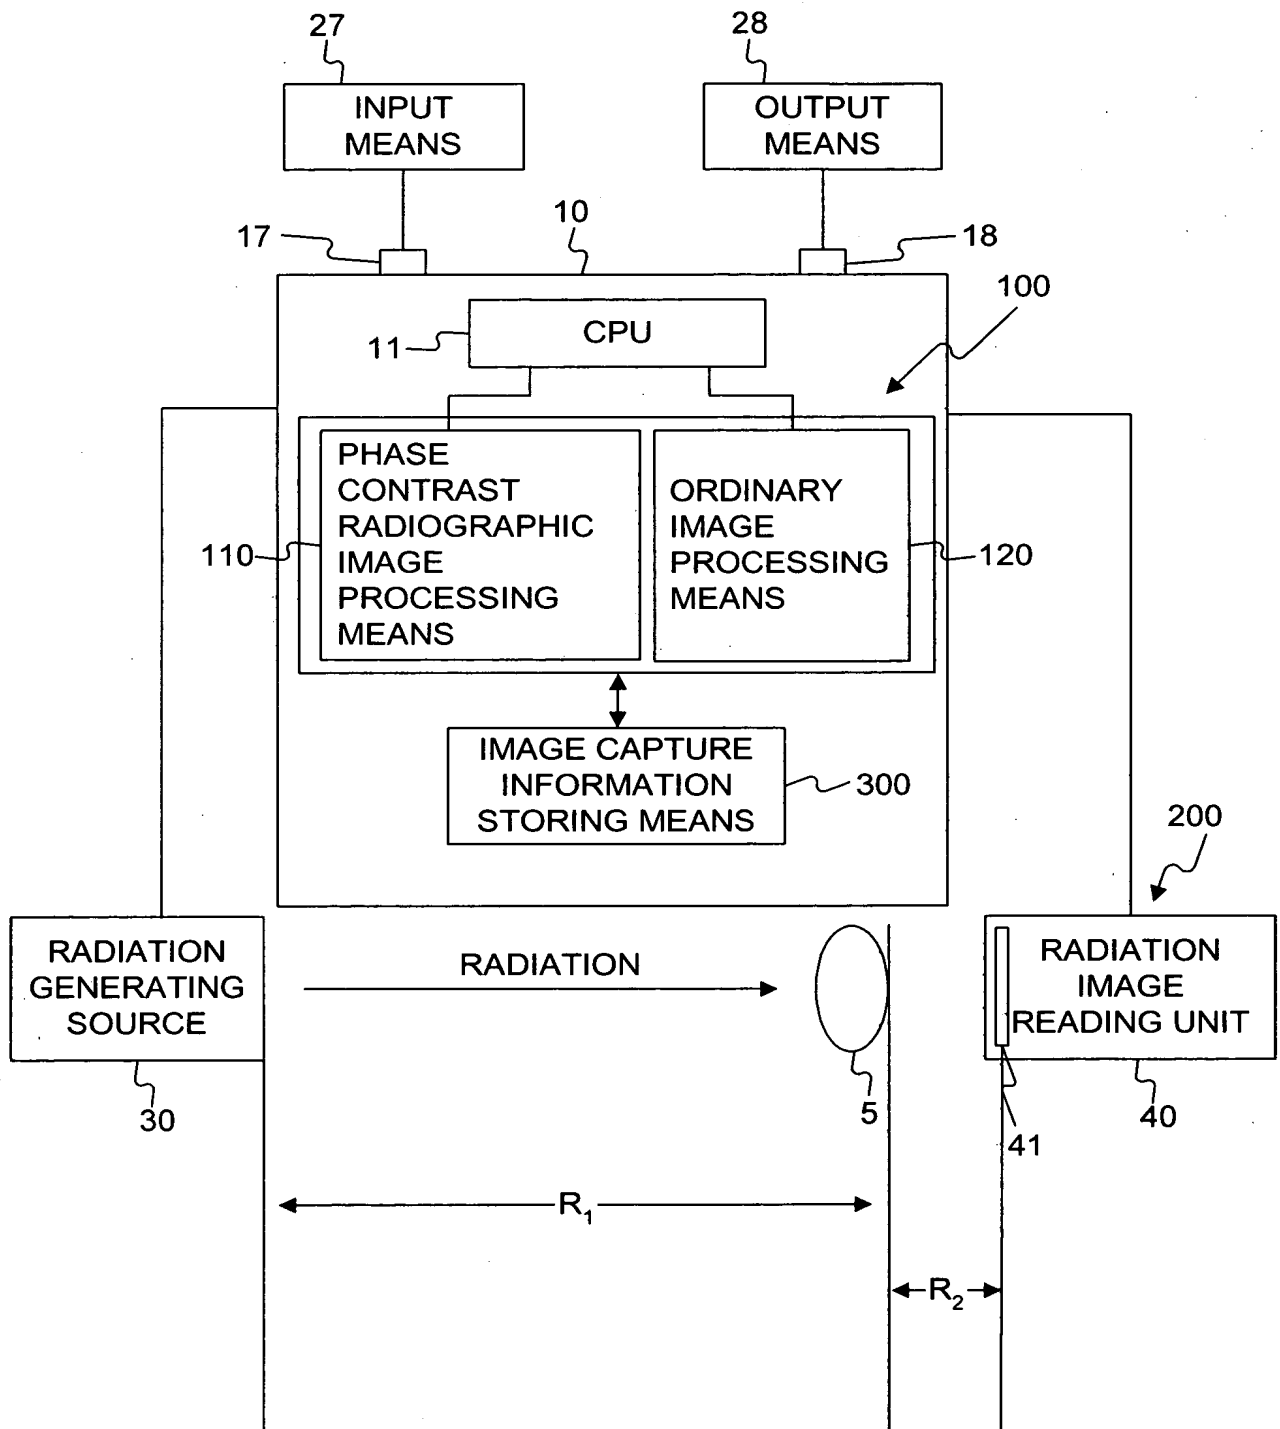 27
28
INPUT
MEANS
OUTPUT
MEANS
17
10
18
100
CPU
11
PHASE
CONTRAST
RADIOGRAPHIC
IMAGE
PROCESSING
MEANS
ORDINARY
IMAGE
PROCESSING
MEANS
110
120
IMAGE CAPTURE
INFORMATION
STORING MEANS
300
200
RADIATION
GENERATING
SOURCE
RADIATION
RADIATION
IMAGE
READING UNIT
30
5
41
40
R1
R2